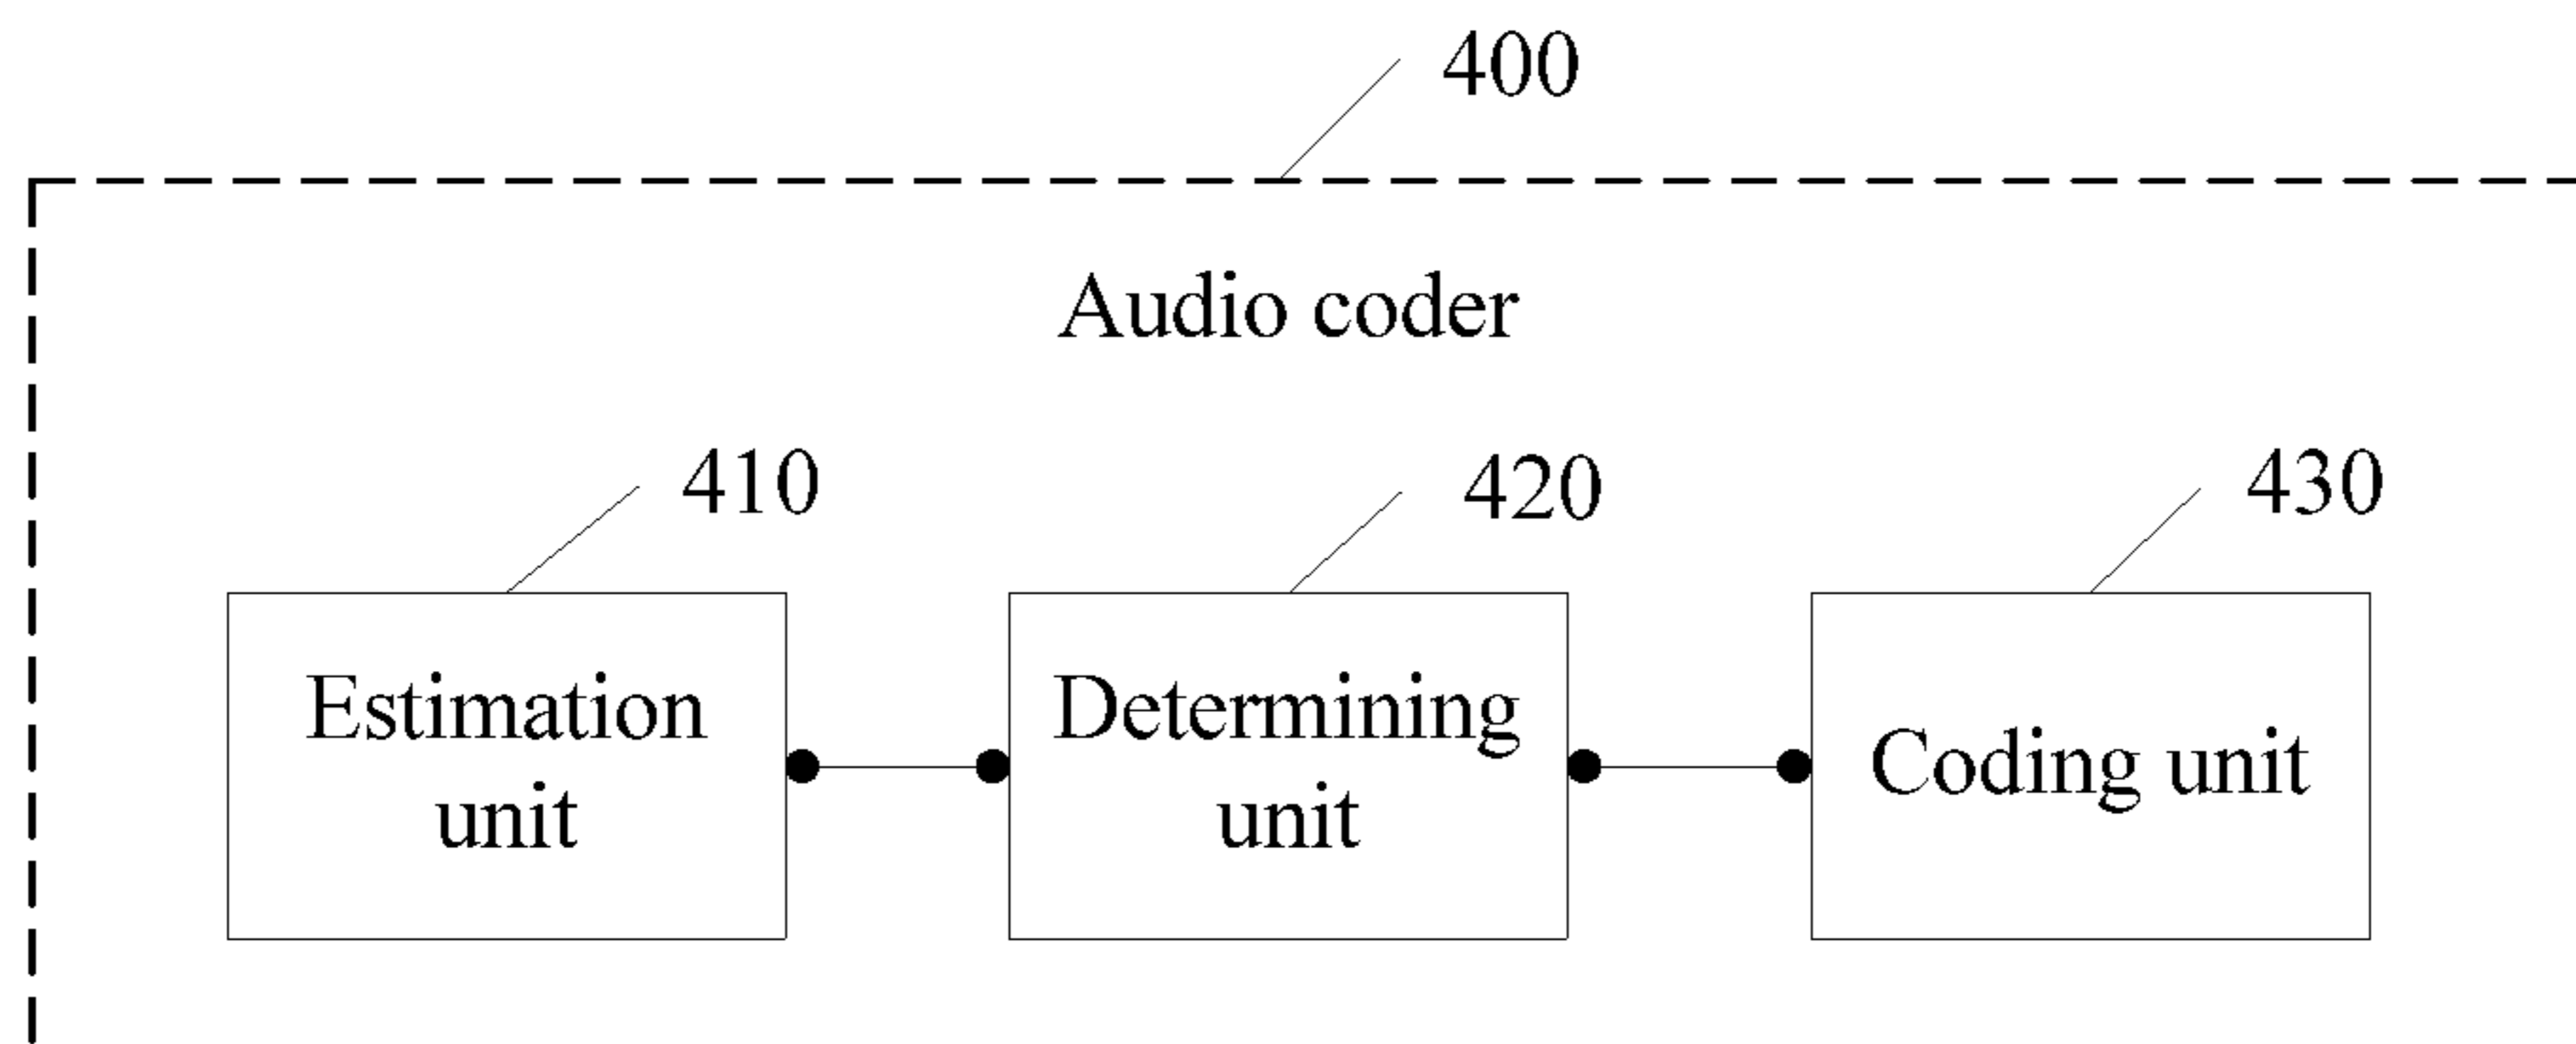 400
Audio coder
410
420
430
Estimation
unit
Determining
unit
Coding unit